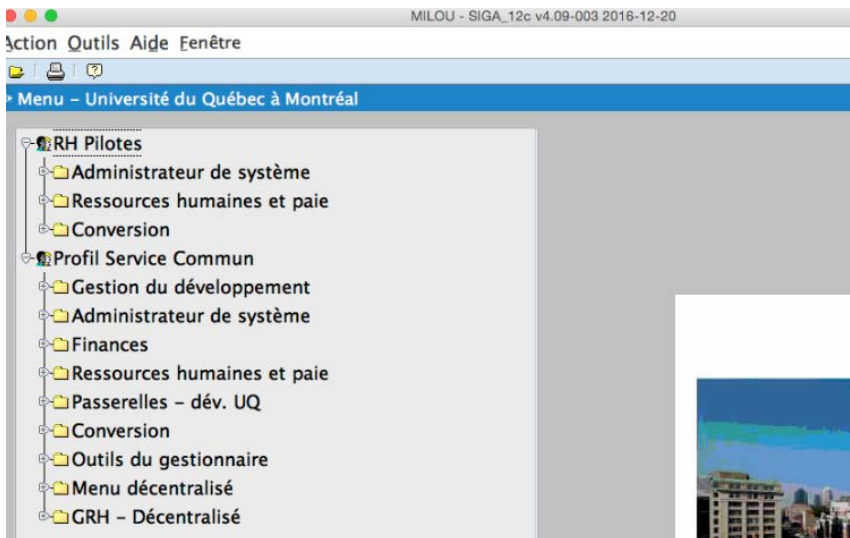 MILOU - SIGA_12c v4.09-003 2016-12-20
Action Outils Aide Fenêtre
Menu – Université du Québec à Montréal
RH Pilotes
Administrateur de système
Ressources humaines et paie
Conversion
Profil Service Commun
Gestion du développement
Administrateur de système
Finances
Ressources humaines et paie
Passerelles – dév. UQ
Conversion
Outils du gestionnaire
Menu décentralisé
GRH – Décentralisé